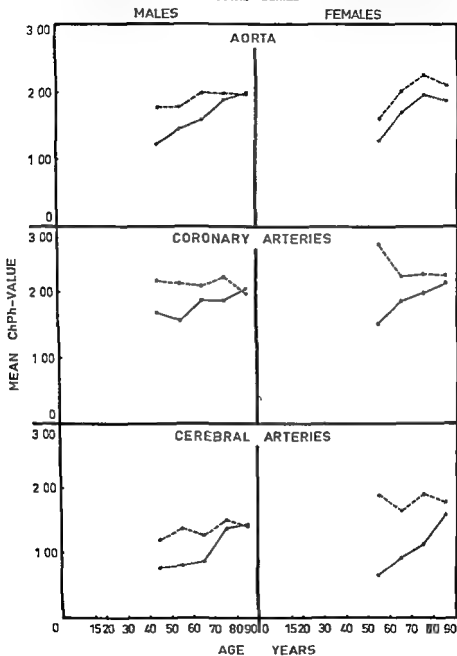 MALES FEMALES
AORTA
3 00
2 00
1 00
0
CORONARY ARTERIES
3 00
2 00
1 00
0
CEREBRAL ARTERIES
3 00
2 00
1 00
MEAN ChPh-VALUE
0 15 20 30 40 50 60 70 80 90 0 15 20 30 40 50 60 70 80 90
AGE YEARS